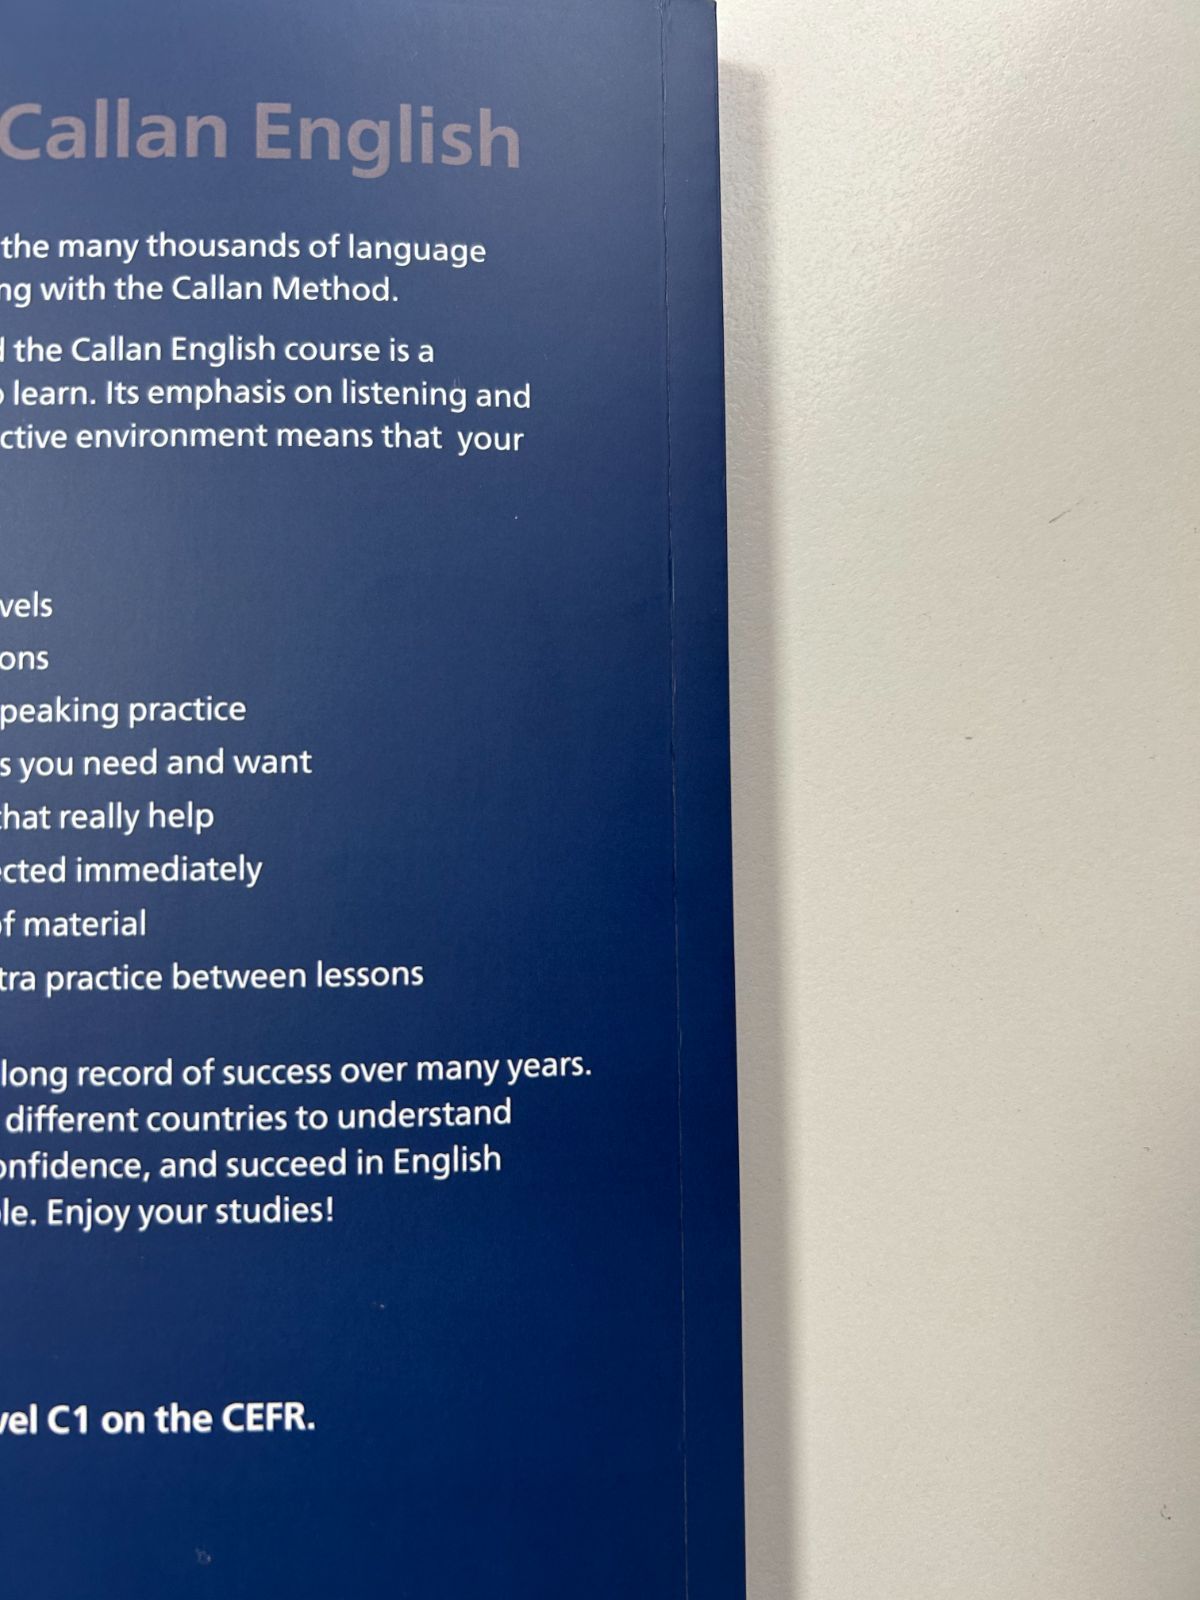 Callan English
the many thousands of language
ng with the Callan Method.
d the Callan English course is a
o learn. Its emphasis on listening and
ctive environment means that your
vels
ons
peaking practice
s you need and want
that really help
ected immediately
of material
tra practice between lessons
long record of success over many years.
different countries to understand
onfidence, and succeed in English
le. Enjoy your studies!
vel C1 on the CEFR.